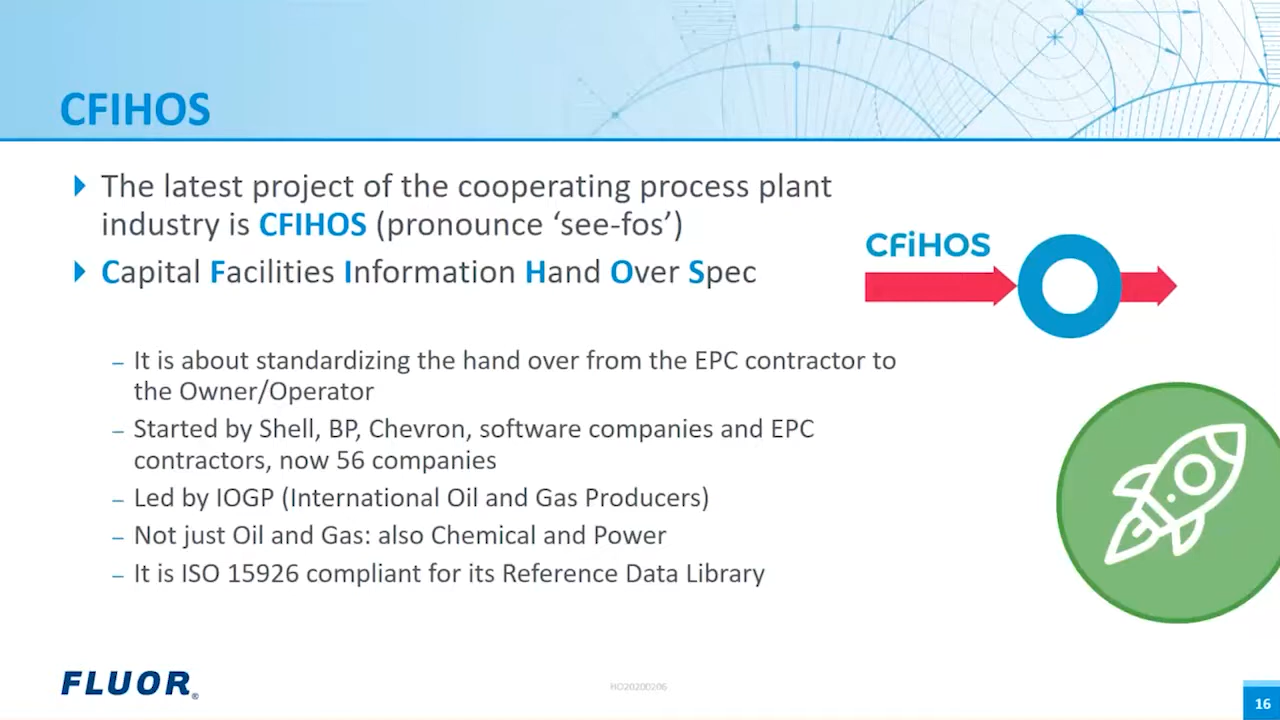 CFIHOS
The latest project of the cooperating process plant
industry is CFIHOS (pronounce ‘see-fos’)
Capital Facilities Information Hand Over Spec
CFiHOS
– It is about standardizing the hand over from the EPC contractor to
the Owner/Operator
– Started by Shell, BP, Chevron, software companies and EPC
contractors, now 56 companies
– Led by IOGP (International Oil and Gas Producers)
– Not just Oil and Gas: also Chemical and Power
– It is ISO 15926 compliant for its Reference Data Library
FLUOR®
HO20200206
16